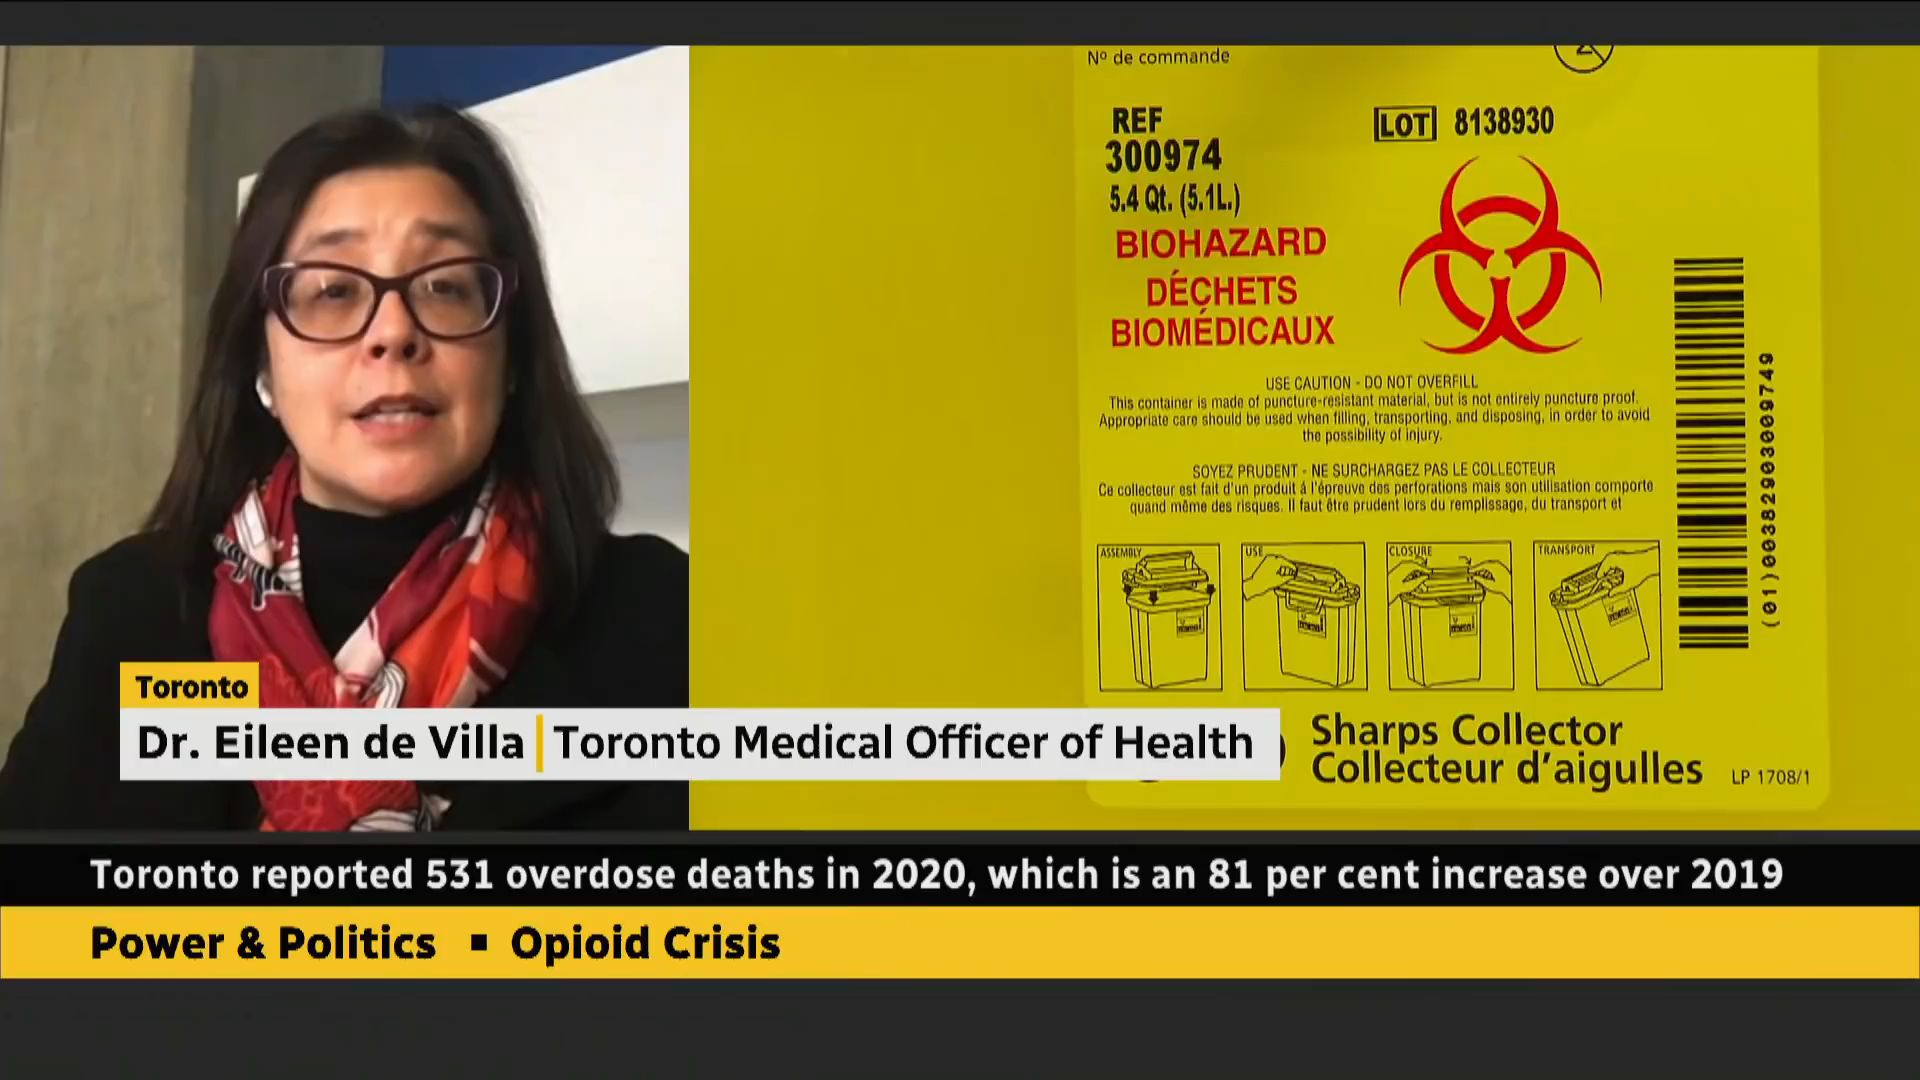 Nº de commande
REF
300974
5.4 Qt. (5.1L.)
LOT 8138930
BIOHAZARD
DÉCHETS
BIOMÉDICAUX
USE CAUTION - DO NOT OVERFILL
This container is made of puncture-resistant material, but is not entirely puncture proof.
Appropriate care should be used when filling, transporting, and disposing, in order to avoid
the possibility of injury.
SOYEZ PRUDENT - NE SURCHARGEZ PAS LE COLLECTEUR
Ce collecteur est fait d'un produit á l'épreuve des perforations mais son utilisation comporte
quand même des risques. Il faut être prudent lors du remplissage, du transport et
(01)00382903009749
ASSEMBLY
USE
CLOSURE
TRANSPORT
Sharps Collector
Collecteur d'aigulles
LP 1708/1
Toronto
Dr. Eileen de Villa Toronto Medical Officer of Health
Toronto reported 531 overdose deaths in 2020, which is an 81 per cent increase over 2019
Power & Politics ▪ Opioid Crisis